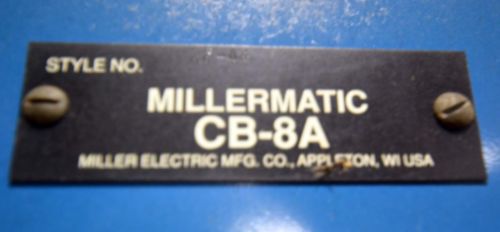 STYLE NO.
MILLERMATIC
CB-8A
MILLER ELECTRIC MFG. CO., APPLETON, WI USA